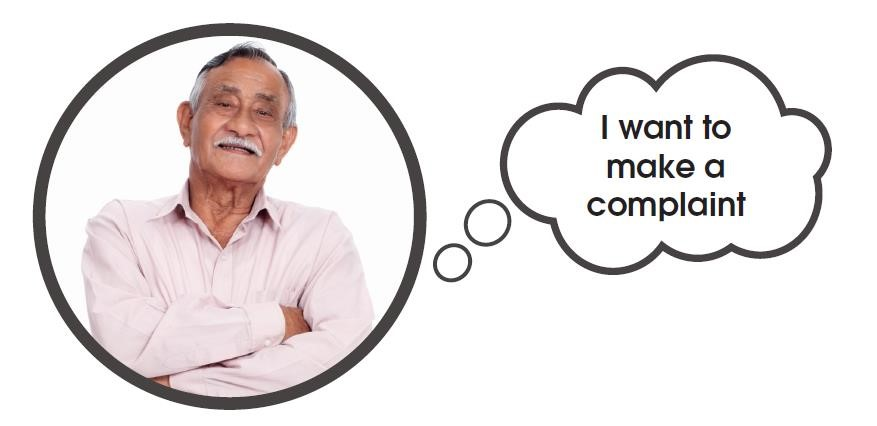 I want to
make a
complaint